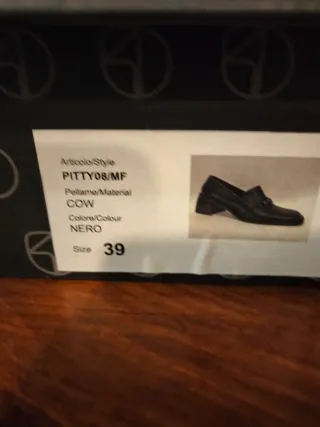 Articolo/Style
PITTY08/MF
Pellame/Material
COW
Colore/Colour
NERO
Size 39